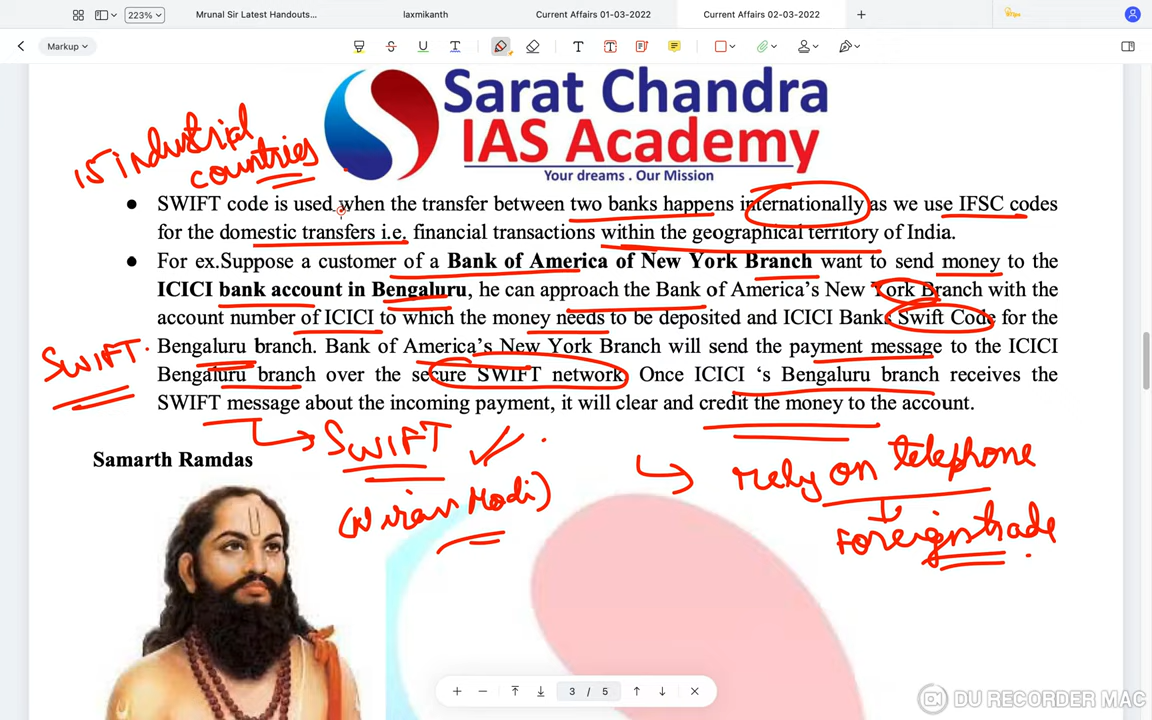 223%
Mrunal Sir Latest Handouts...
laxmikanth
Current Affairs 01-03-2022
Current Affairs 02-03-2022
Markup
Sarat Chandra
IAS Academy
Your dreams . Our Mission
15 industrial
countries
SWIFT code is used when the transfer between two banks happens internationally as we use IFSC codes
for the domestic transfers i.e. financial transactions within the geographical territory of India.
For ex.Suppose a customer of a Bank of America of New York Branch want to send money to the
ICICI bank account in Bengaluru, he can approach the Bank of America's New York Branch with the
account number of ICICI to which the money needs to be deposited and ICICI Banks Swift Code for the
Bengaluru branch. Bank of America's New York Branch will send the payment message to the ICICI
Bengaluru branch over the secure SWIFT network. Once ICICI 's Bengaluru branch receives the
SWIFT message about the incoming payment, it will clear and credit the money to the account.
SWIFT
SWIFT
(Nirav Modi)
rely on telephone
Foreign trade
Samarth Ramdas
3 / 5
DU RECORDER MAC